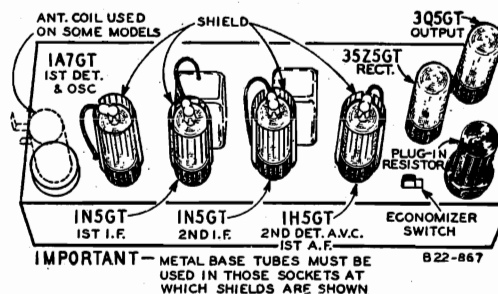 ANT. COIL USED
ON SOME MODELS
SHIELD
3Q5GT
OUTPUT
1A7GT
1ST DET.
& OSC
35Z5GT
RECT.
PLUG-IN
RESISTOR
1N5GT
1ST I.F.
1N5GT
2ND I.F.
1H5GT
2ND DET. A.V.C.
1ST A.F.
ECONOMIZER
SWITCH
B22-867
IMPORTANT — METAL BASE TUBES MUST BE
USED IN THOSE SOCKETS AT
WHICH SHIELDS ARE SHOWN